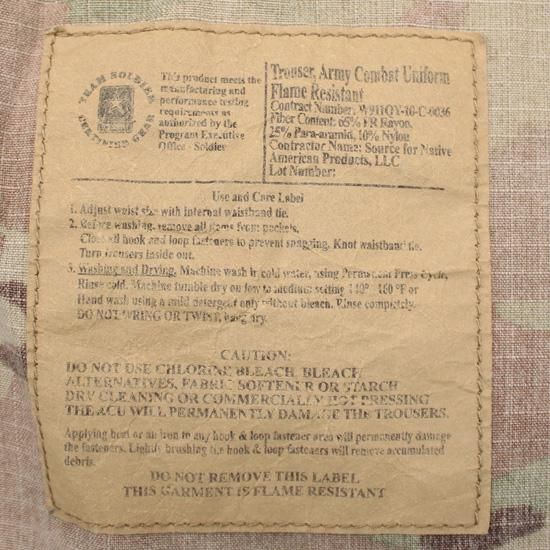 TEAM SOLDIER
CERTIFIED GEAR
This product meets the
manufacturing and
performance testing
requirements as
authorized by the
Program Executive
Office - Soldier
Trouser, Army Combat Uniform
Flame Resistant
Contract Number: W911QY-10-C-0036
Fiber Content: 65% FR Rayon,
25% Para-aramid, 10% Nylon
Contractor Name: Source for Native
American Products, LLC
Lot Number:
Use and Care Label
1. Adjust waist size with internal waistband tie.
2. Before washing, remove all items from pockets.
Close all hook and loop fasteners to prevent snagging. Knot waistband tie.
Turn trousers inside out.
3. Washing and Drying. Machine wash in cold water, using Permanent Press Cycle,
Rinse cold. Machine tumble dry on low to medium setting 140° - 160 °F or
Hand wash using a mild detergent only without bleach. Rinse completely.
DO NOT WRING OR TWIST, hang dry.
CAUTION:
DO NOT USE CHLORINE BLEACH, BLEACH
ALTERNATIVES, FABRIC SOFTENER OR STARCH
DRY CLEANING OR COMMERCIALLY HOT PRESSING
THE ACU WILL PERMANENTLY DAMAGE THE TROUSERS.
Applying heat or an iron to any hook & loop fastener area will permanently damage
the fasteners. Lightly brushing the hook & loop fasteners will remove accumulated
debris.
DO NOT REMOVE THIS LABEL
THIS GARMENT IS FLAME RESISTANT